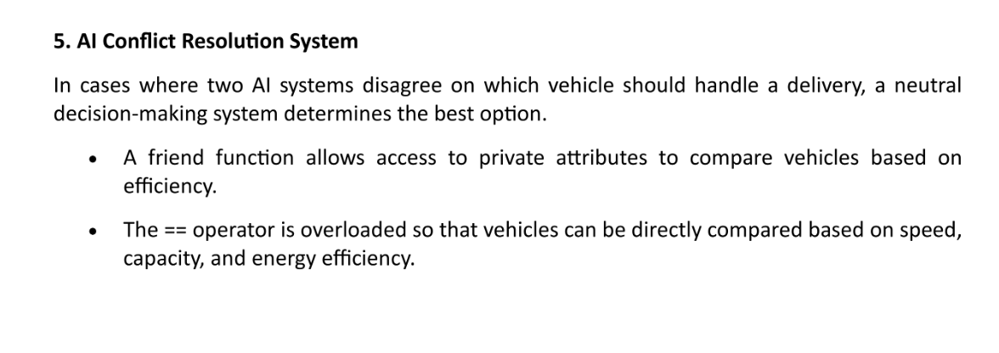 5. AI Conflict Resolution System
In cases where two AI systems disagree on which vehicle should handle a delivery, a neutral
decision-making system determines the best option.
• A friend function allows access to private attributes to compare vehicles based on
efficiency.
• The == operator is overloaded so that vehicles can be directly compared based on speed,
capacity, and energy efficiency.